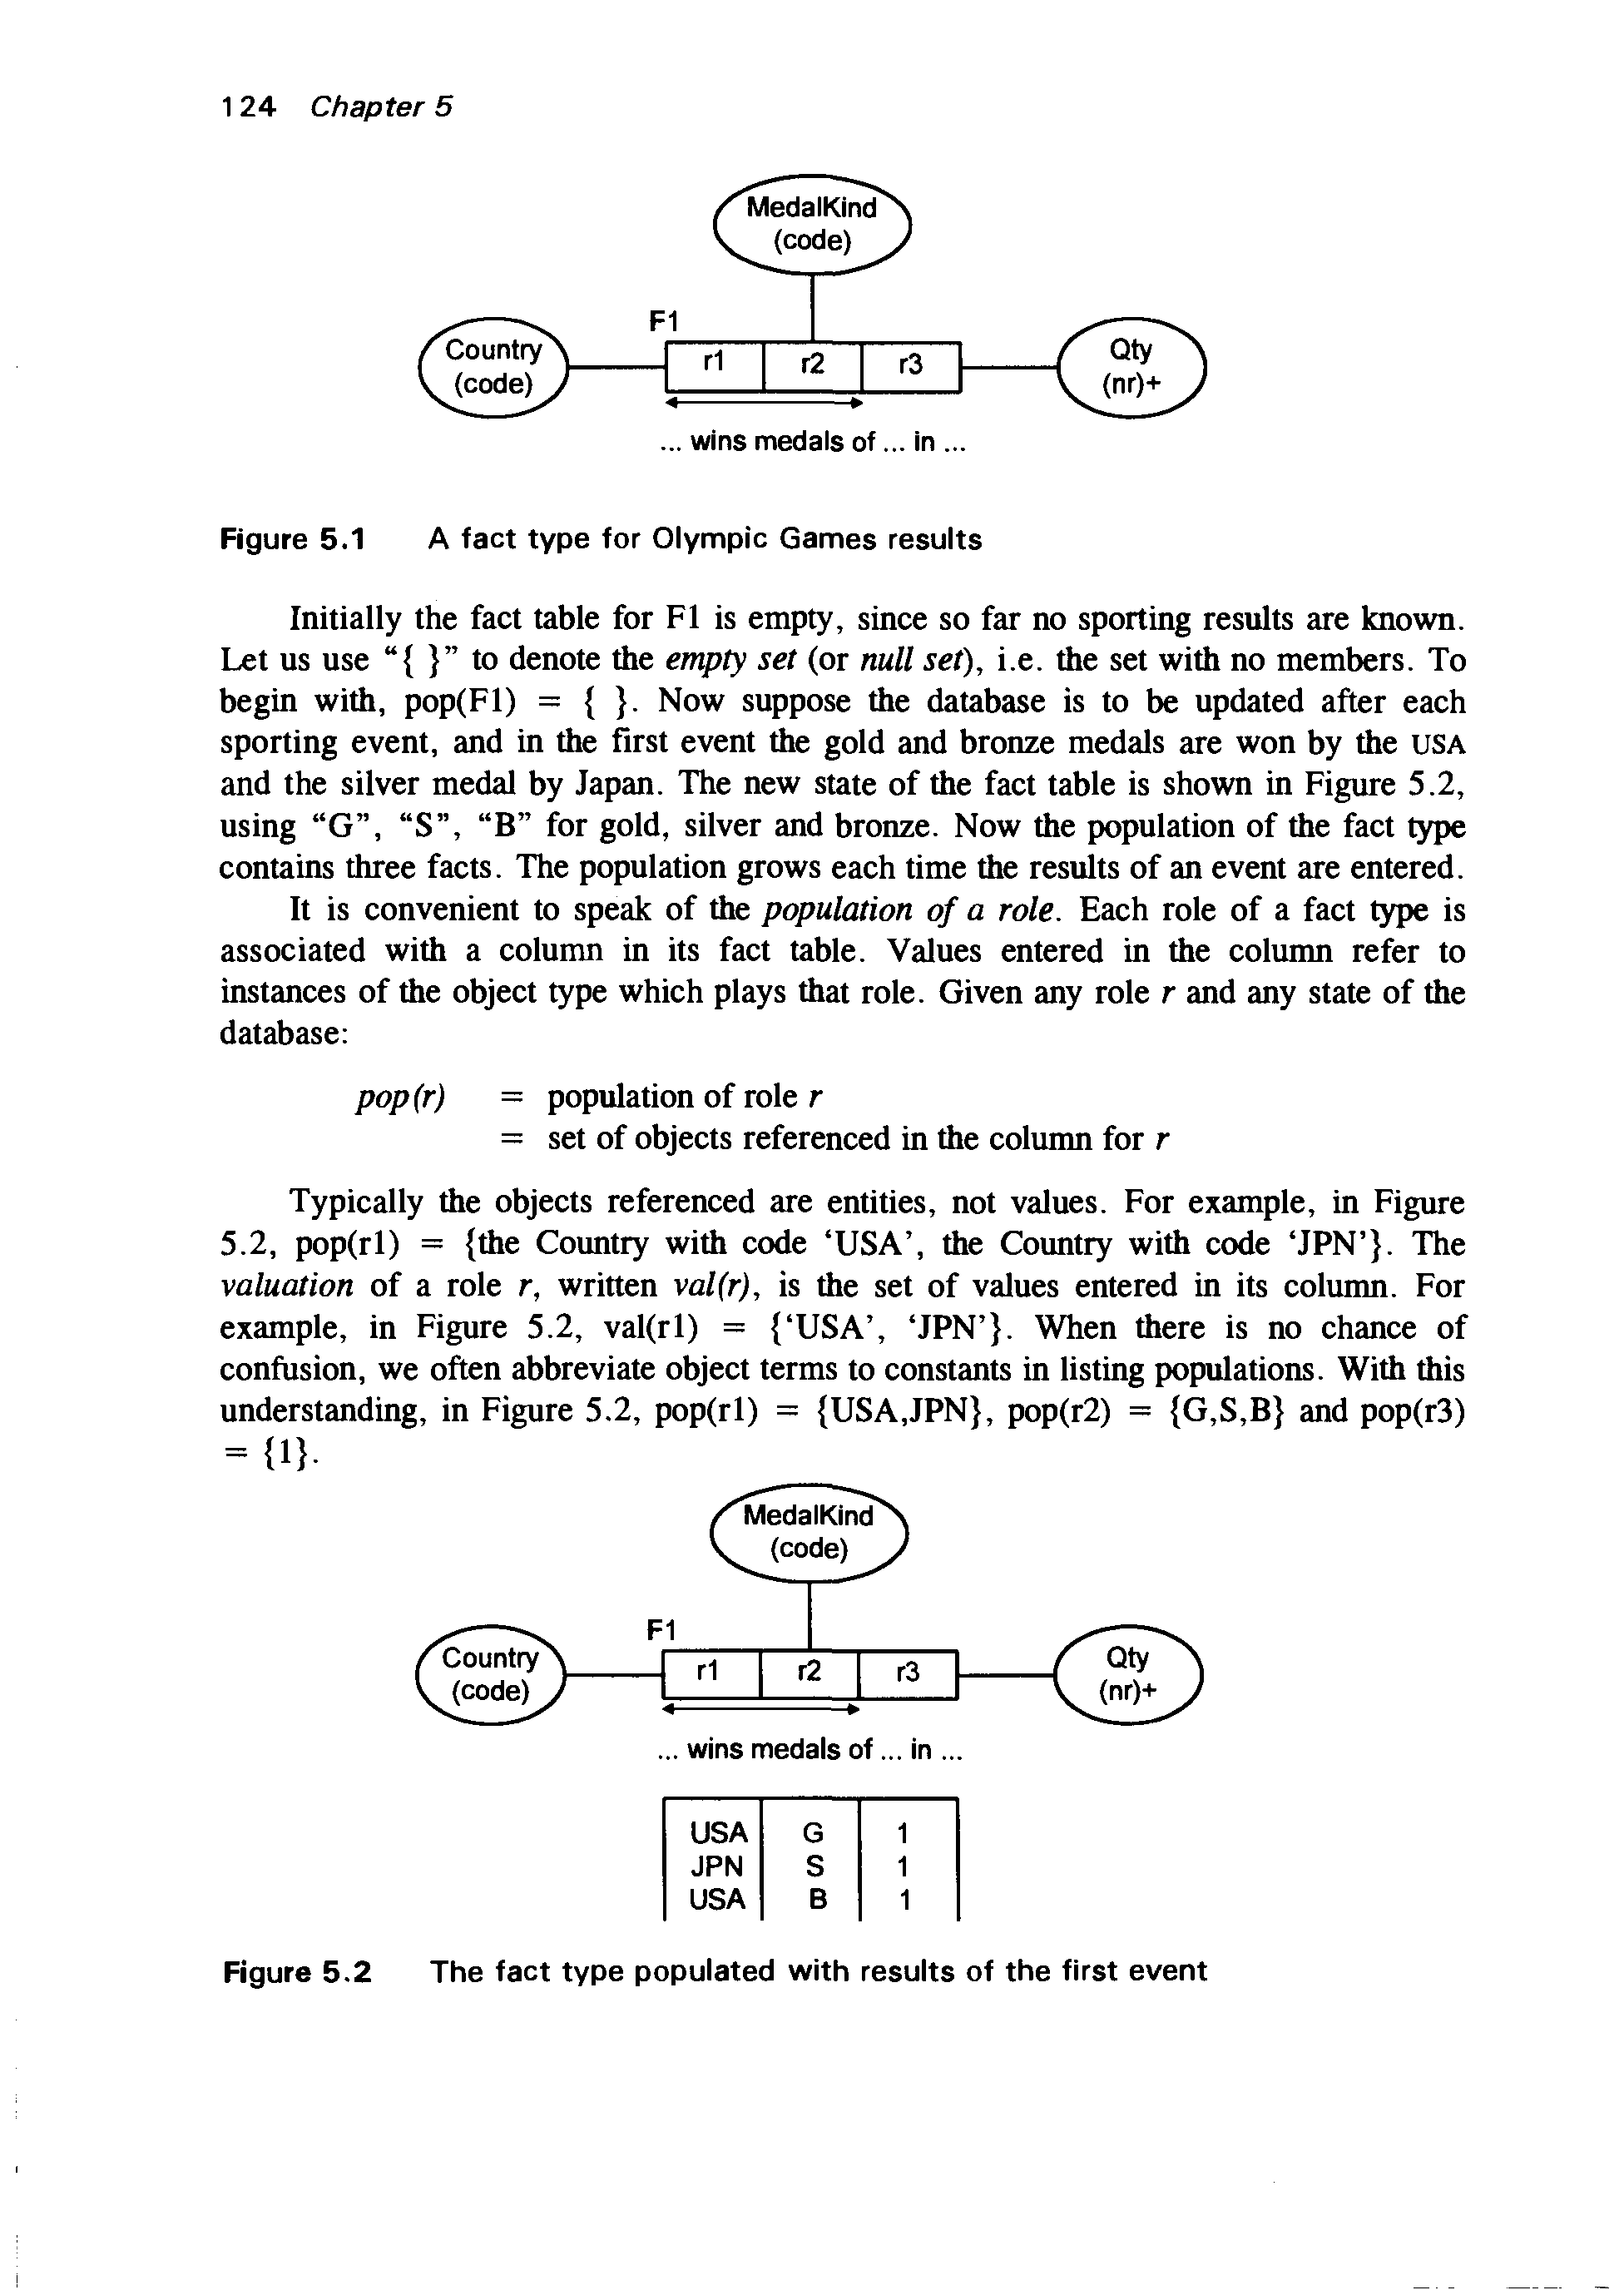 124 Chapter 5
MedalKind
(code)
F1
Country
(code)
r1 r2 r3
Qty
(nr)+
... wins medals of ... in ...
Figure 5.1 A fact type for Olympic Games results
Initially the fact table for F1 is empty, since so far no sporting results are known.
Let us use “{ }” to denote the empty set (or null set), i.e. the set with no members. To
begin with, pop(F1) = { }. Now suppose the database is to be updated after each
sporting event, and in the first event the gold and bronze medals are won by the USA
and the silver medal by Japan. The new state of the fact table is shown in Figure 5.2,
using “G”, “S”, “B” for gold, silver and bronze. Now the population of the fact type
contains three facts. The population grows each time the results of an event are entered.
It is convenient to speak of the population of a role. Each role of a fact type is
associated with a column in its fact table. Values entered in the column refer to
instances of the object type which plays that role. Given any role r and any state of the
database:
pop(r) = population of role r
= set of objects referenced in the column for r
Typically the objects referenced are entities, not values. For example, in Figure
5.2, pop(r1) = {the Country with code ‘USA’, the Country with code ‘JPN’}. The
valuation of a role r, written val(r), is the set of values entered in its column. For
example, in Figure 5.2, val(r1) = {‘USA’, ‘JPN’}. When there is no chance of
confusion, we often abbreviate object terms to constants in listing populations. With this
understanding, in Figure 5.2, pop(r1) = {USA,JPN}, pop(r2) = {G,S,B} and pop(r3)
= {1}.
MedalKind
(code)
F1
Country
(code)
r1 r2 r3
Qty
(nr)+
... wins medals of ... in ...
USA G 1
JPN S 1
USA B 1
Figure 5.2 The fact type populated with results of the first event